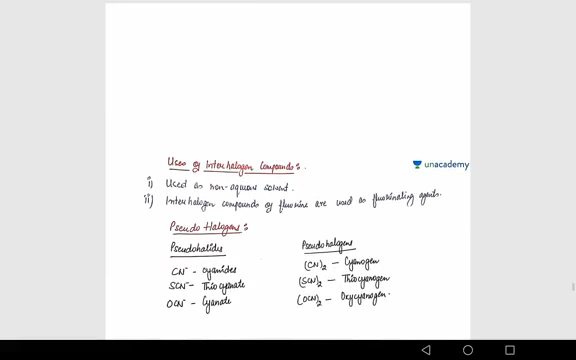 Uses of Interhalogen Compounds:
unacademy
i) Used as non-aqueous solvent.
ii) Interhalogen compounds of fluorine are used as fluorinating agents.
Pseudo Halogens:
Pseudohalides Pseudohalogens
CN⁻ - cyanides (CN)₂ - Cyanogen
SCN⁻ - Thiocyanate (SCN)₂ - Thiocyanogen
OCN⁻ - Cyanate (OCN)₂ - Oxycyanogen.